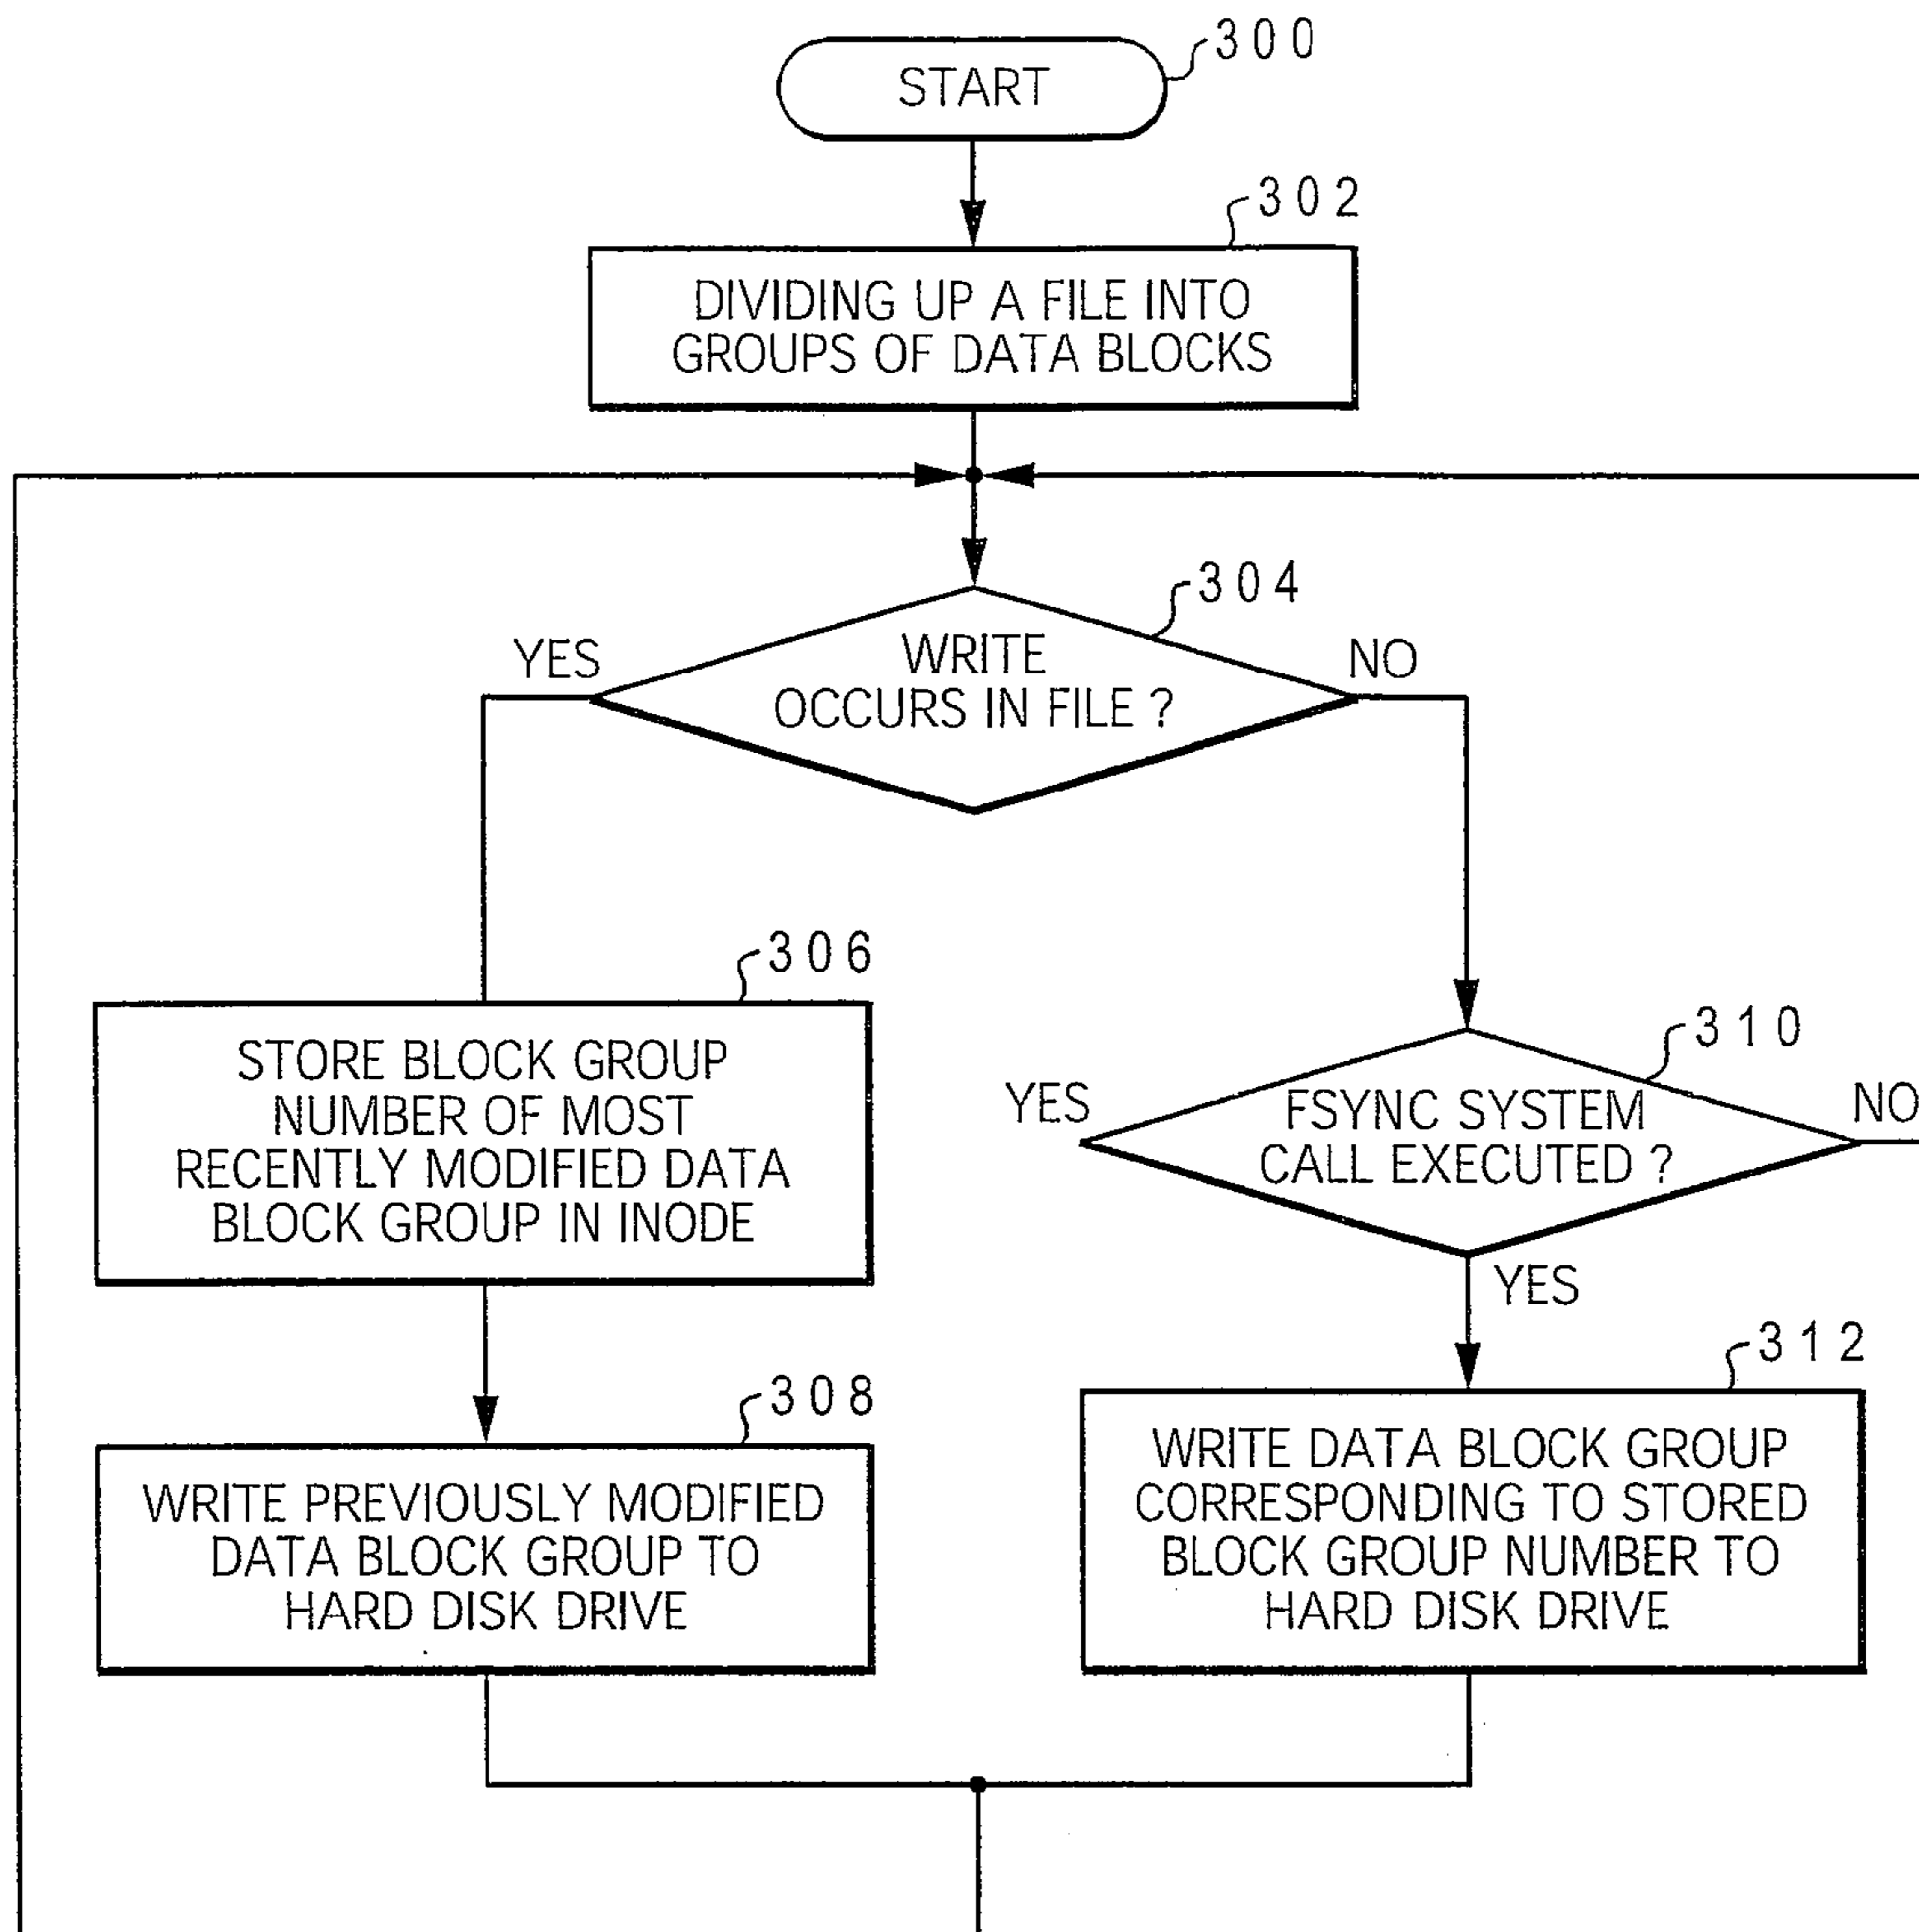 300
START
302
DIVIDING UP A FILE INTO
GROUPS OF DATA BLOCKS
304
YES
WRITE
OCCURS IN FILE ?
NO
306
STORE BLOCK GROUP
NUMBER OF MOST
RECENTLY MODIFIED DATA
BLOCK GROUP IN INODE
310
YES
FSYNC SYSTEM
CALL EXECUTED ?
NO
YES
308
WRITE PREVIOUSLY MODIFIED
DATA BLOCK GROUP TO
HARD DISK DRIVE
312
WRITE DATA BLOCK GROUP
CORRESPONDING TO STORED
BLOCK GROUP NUMBER TO
HARD DISK DRIVE